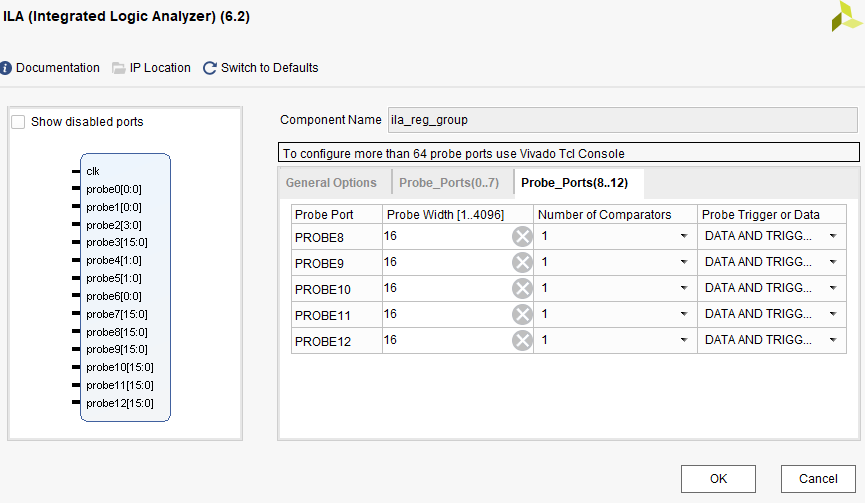 ILA (Integrated Logic Analyzer) (6.2)
i Documentation IP Location Switch to Defaults
Show disabled ports
clk
probe0[0:0]
probe1[0:0]
probe2[3:0]
probe3[15:0]
probe4[1:0]
probe5[1:0]
probe6[0:0]
probe7[15:0]
probe8[15:0]
probe9[15:0]
probe10[15:0]
probe11[15:0]
probe12[15:0]
Component Name ila_reg_group
To configure more than 64 probe ports use Vivado Tcl Console
General Options Probe_Ports(0..7) Probe_Ports(8..12)
Probe Port Probe Width [1..4096] Number of Comparators Probe Trigger or Data
PROBE8 16 1 DATA AND TRIGG...
PROBE9 16 1 DATA AND TRIGG...
PROBE10 16 1 DATA AND TRIGG...
PROBE11 16 1 DATA AND TRIGG...
PROBE12 16 1 DATA AND TRIGG...
OK Cancel